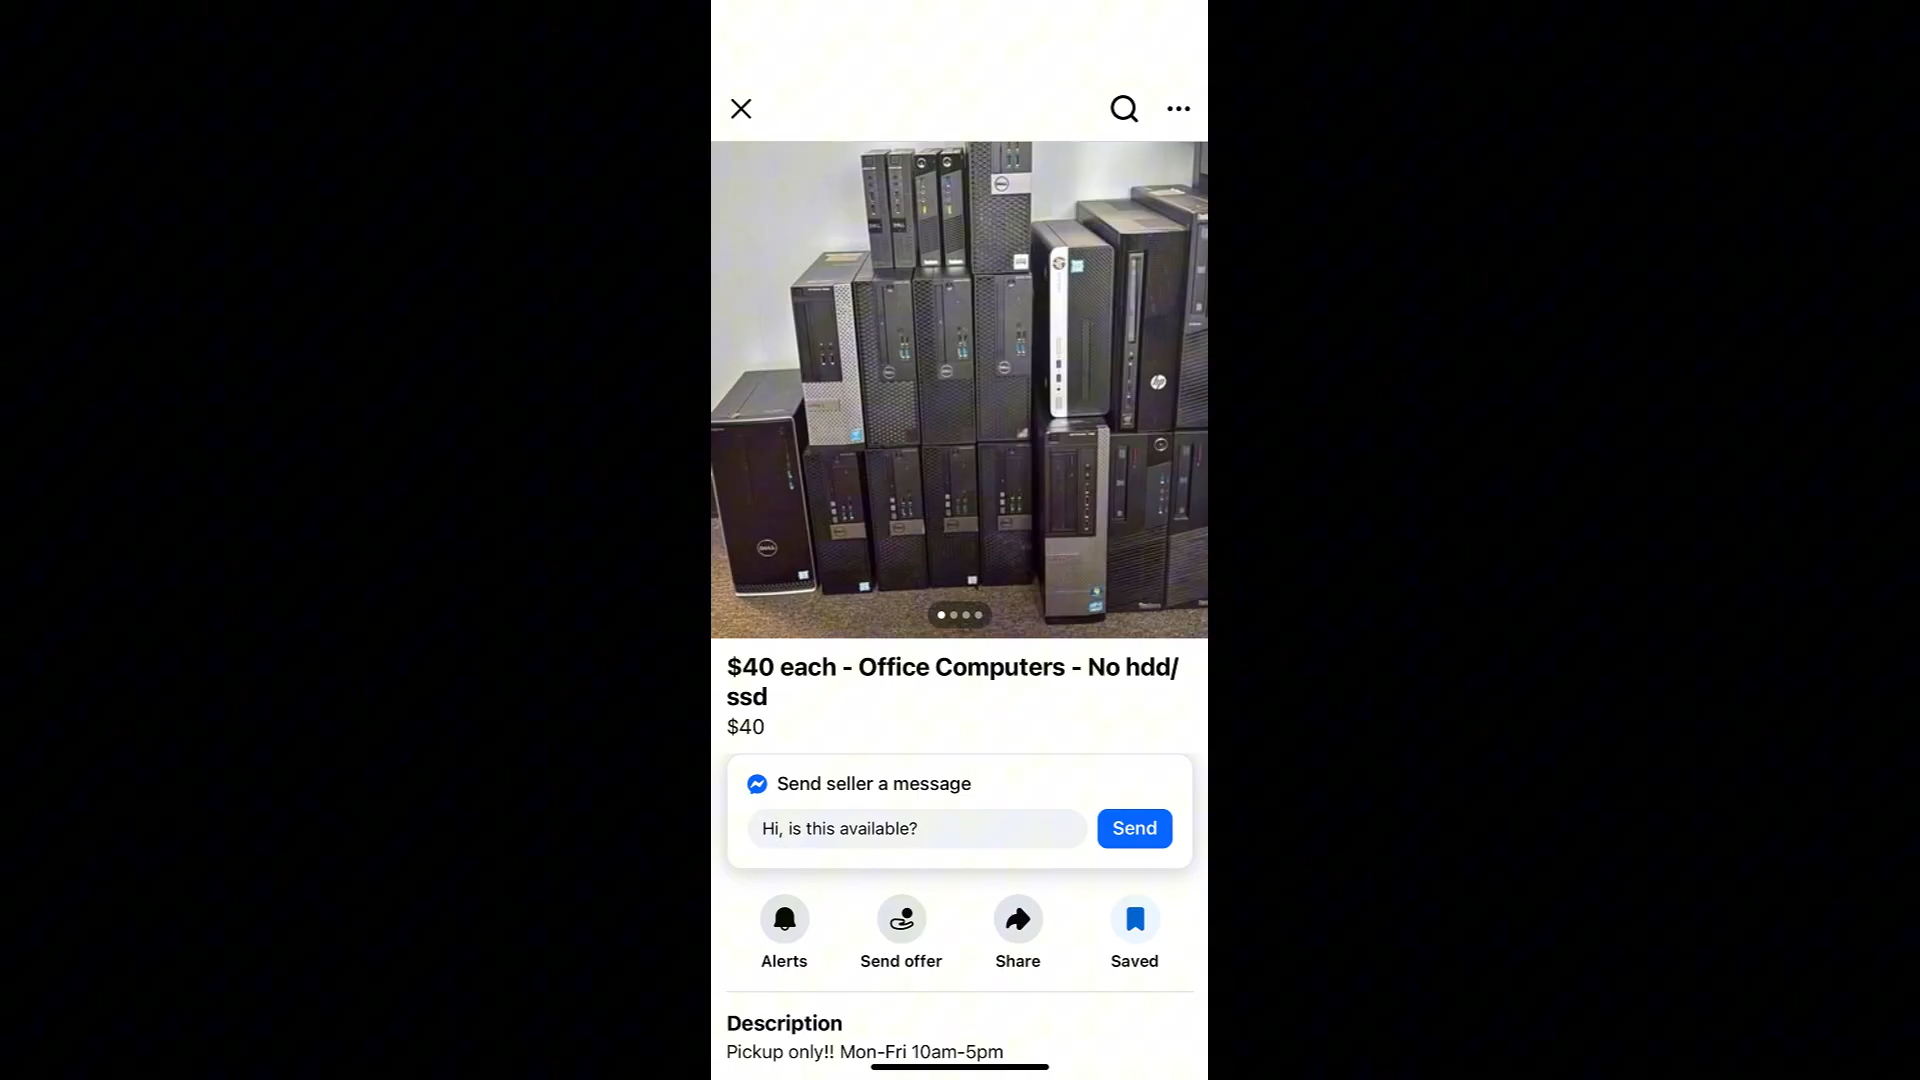 $40 each - Office Computers - No hdd/
ssd
$40
Send seller a message
Hi, is this available?
Send
Alerts
Send offer
Share
Saved
Description
Pickup only!! Mon-Fri 10am-5pm